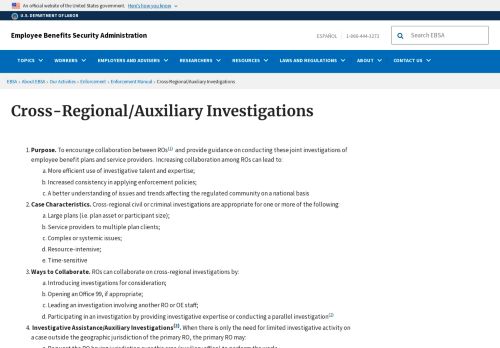 An official website of the United States government. Here's how you know
U.S. DEPARTMENT OF LABOR
Employee Benefits Security Administration
ESPAÑOL | 1-866-444-3272
Search EBSA
TOPICS WORKERS EMPLOYERS AND ADVISERS RESEARCHERS RESOURCES LAWS AND REGULATIONS ABOUT CONTACT US
EBSA » About EBSA » Our Activities » Enforcement » Enforcement Manual » Cross-Regional/Auxiliary Investigations
Cross-Regional/Auxiliary Investigations
1. Purpose. To encourage collaboration between ROs[1] and provide guidance on conducting these joint investigations of
employee benefit plans and service providers. Increasing collaboration among ROs can lead to:
a. More efficient use of investigative talent and expertise;
b. Increased consistency in applying enforcement policies;
c. A better understanding of issues and trends affecting the regulated community on a national basis
2. Case Characteristics. Cross-regional civil or criminal investigations are appropriate for one or more of the following:
a. Large plans (i.e. plan asset or participant size);
b. Service providers to multiple plan clients;
c. Complex or systemic issues;
d. Resource-intensive;
e. Time-sensitive
3. Ways to Collaborate. ROs can collaborate on cross-regional investigations by:
a. Introducing investigations for consideration;
b. Opening an Office 99, if appropriate;
c. Leading an investigation involving another RO or OE staff;
d. Participating in an investigation by providing investigative expertise or conducting a parallel investigation[2]
4. Investigative Assistance/Auxiliary Investigations[3]. When there is only the need for limited investigative activity on
a case outside the geographic jurisdiction of the primary RO, the primary RO may: